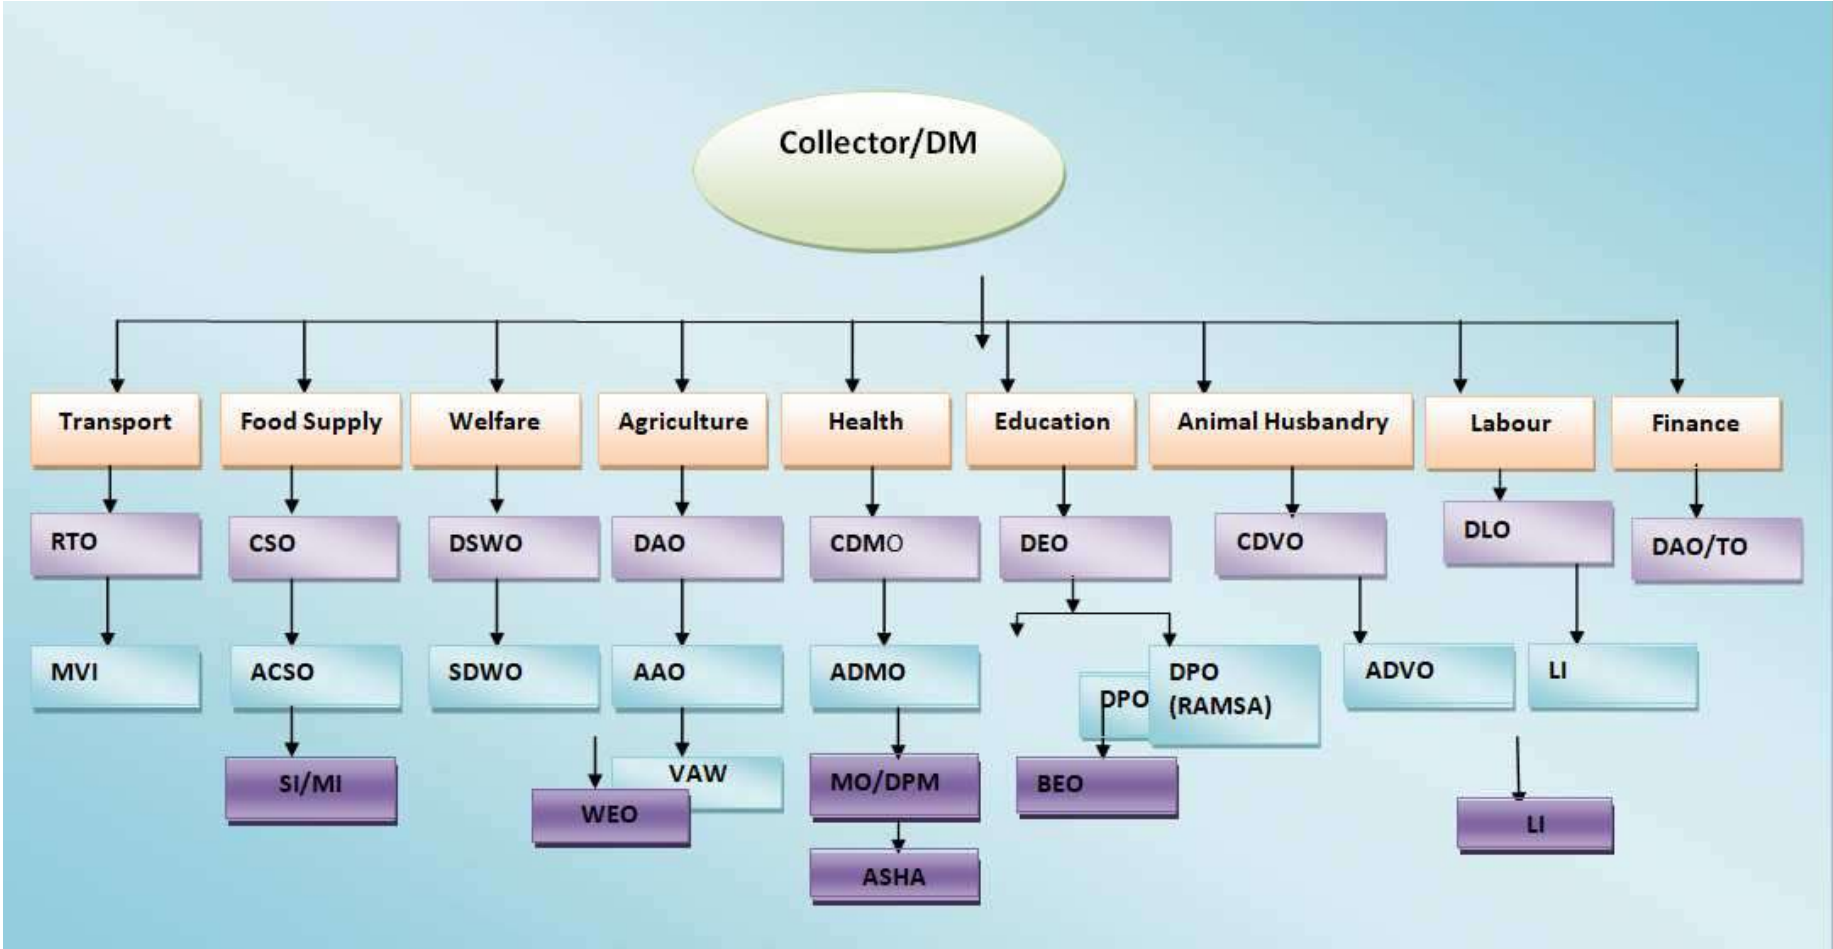 Collector/DM
Transport
Food Supply
Welfare
Agriculture
Health
Education
Animal Husbandry
Labour
Finance
RTO
CSO
DSWO
DAO
CDMO
DEO
CDVO
DLO
DAO/TO
MVI
ACSO
SDWO
AAO
ADMO
DPO
DPO
(RAMSA)
ADVO
LI
SI/MI
WEO
VAW
MO/DPM
BEO
LI
ASHA